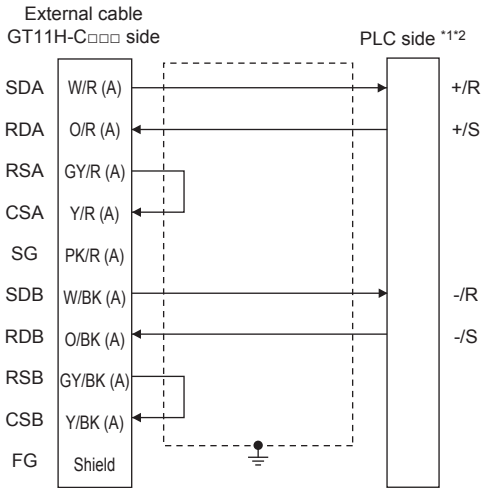 External cable
GT11H-C□□□ side
PLC side *1*2
SDA W/R (A) +/R
RDA O/R (A) +/S
RSA GY/R (A)
CSA Y/R (A)
SG PK/R (A)
SDB W/BK (A) -/R
RDB O/BK (A) -/S
RSB GY/BK (A)
CSB Y/BK (A)
FG Shield